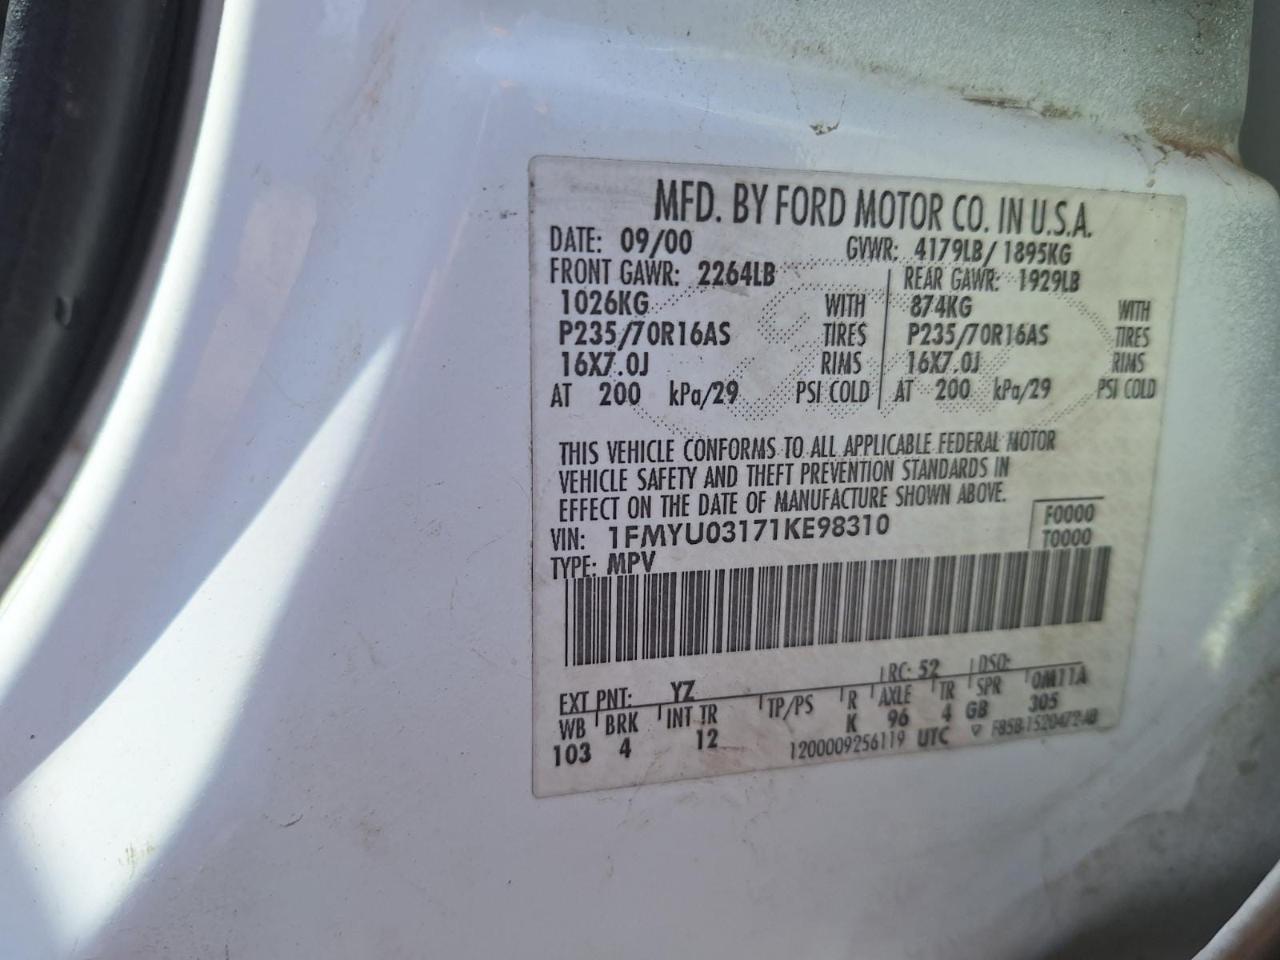 MFD. BY FORD MOTOR CO. IN U.S.A.
DATE: 09/00 GVWR: 4179LB/ 1895KG
FRONT GAWR: 2264LB REAR GAWR: 1929LB
1026KG WITH 874KG WITH
P235/70R16AS TIRES P235/70R16AS TIRES
16X7.0J RIMS 16X7.0J RIMS
AT 200 kPa/29 PSI COLD AT 200 kPa/29 PSI COLD
THIS VEHICLE CONFORMS TO ALL APPLICABLE FEDERAL MOTOR
VEHICLE SAFETY AND THEFT PREVENTION STANDARDS IN
EFFECT ON THE DATE OF MANUFACTURE SHOWN ABOVE.
VIN: 1FMYU03171KE98310 F0000
TYPE: MPV T0000
EXT PNT: YZ RC: 52 DSO:
WB BRK INT TR TP/PS R AXLE TR SPR 0M11A
103 4 12 K 96 4 GB 305
1200009256119 UTC